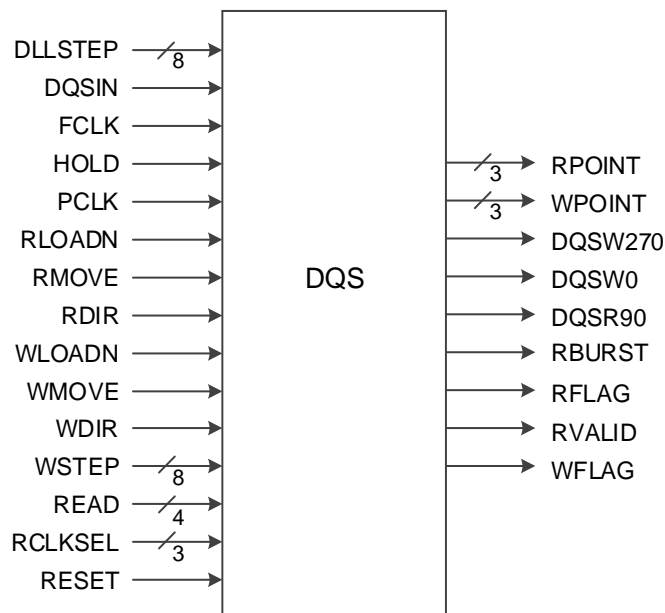 DLLSTEP
8
DQSIN
FCLK
HOLD
PCLK
RLOADN
RMOVE
RDIR
WLOADN
WMOVE
WDIR
WSTEP
8
READ
4
RCLKSEL
3
RESET
DQS
RPOINT
3
WPOINT
3
DQSW270
DQSW0
DQSR90
RBURST
RFLAG
RVALID
WFLAG